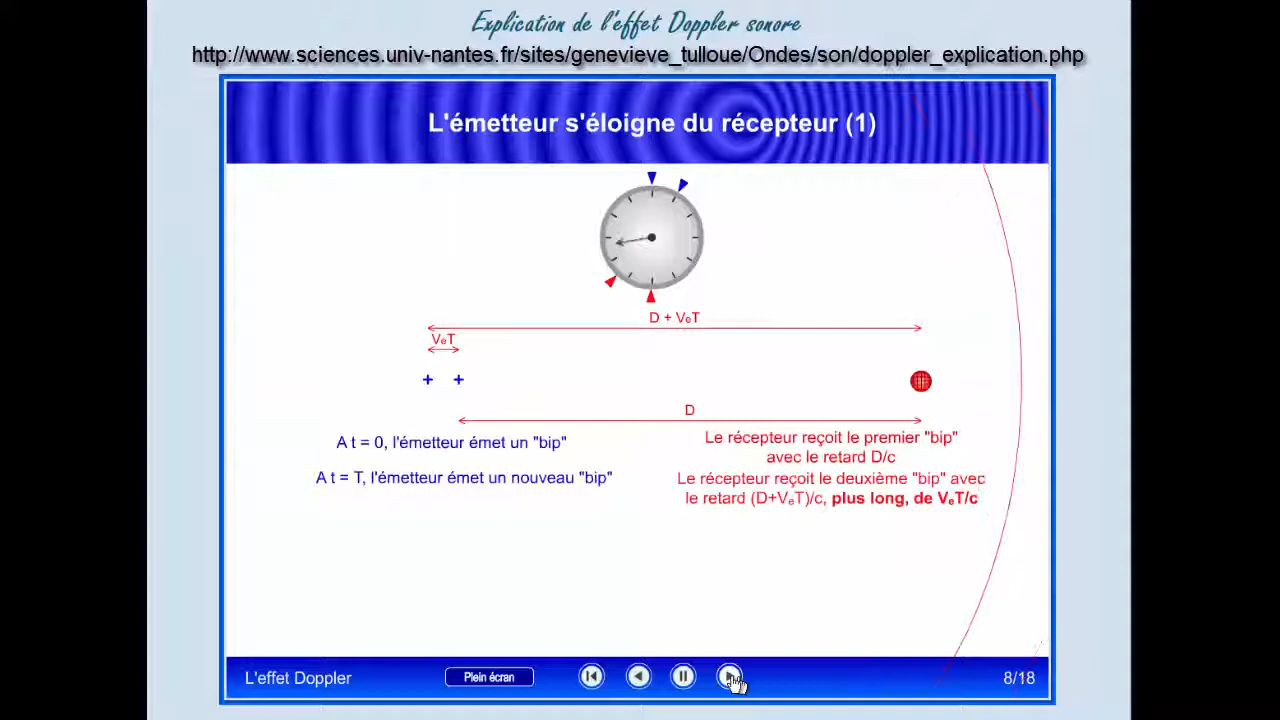 Explication de l'effet Doppler sonore
http://www.sciences.univ-nantes.fr/sites/genevieve_tulloue/Ondes/son/doppler_explication.php
L'émetteur s'éloigne du récepteur (1)
D + VeT
VeT
+ +
D
A t = 0, l'émetteur émet un "bip"
A t = T, l'émetteur émet un nouveau "bip"
Le récepteur reçoit le premier "bip"
avec le retard D/c
Le récepteur reçoit le deuxième "bip" avec
le retard (D+VeT)/c, plus long, de VeT/c
L'effet Doppler
Plein écran
8/18